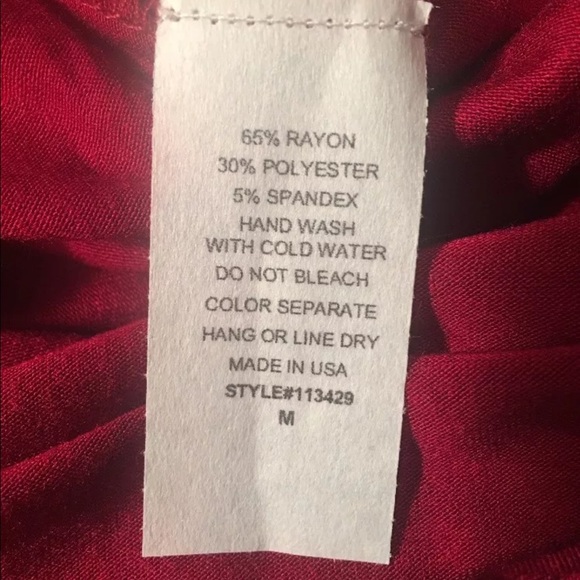 65% RAYON
30% POLYESTER
5% SPANDEX
HAND WASH
WITH COLD WATER
DO NOT BLEACH
COLOR SEPARATE
HANG OR LINE DRY
MADE IN USA
STYLE#113429
M